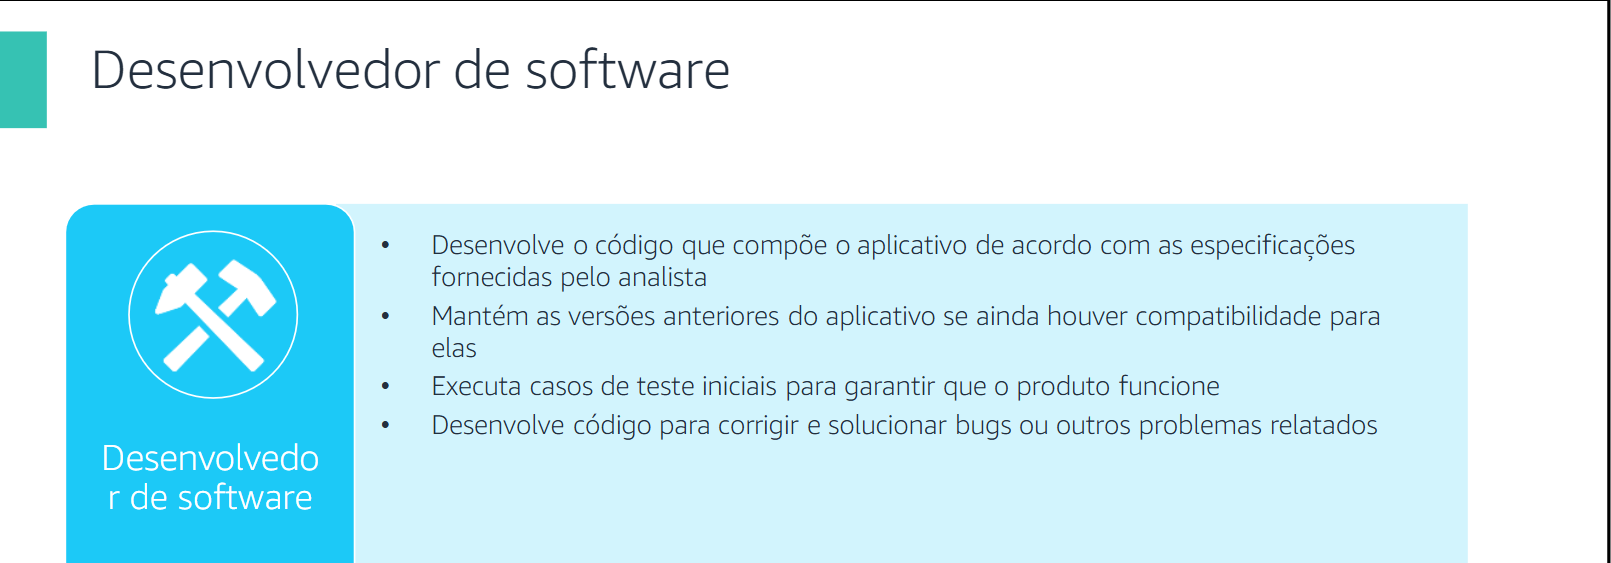 Desenvolvedor de software
Desenvolvedo
r de software
• Desenvolve o código que compõe o aplicativo de acordo com as especificações
fornecidas pelo analista
• Mantém as versões anteriores do aplicativo se ainda houver compatibilidade para
elas
• Executa casos de teste iniciais para garantir que o produto funcione
• Desenvolve código para corrigir e solucionar bugs ou outros problemas relatados